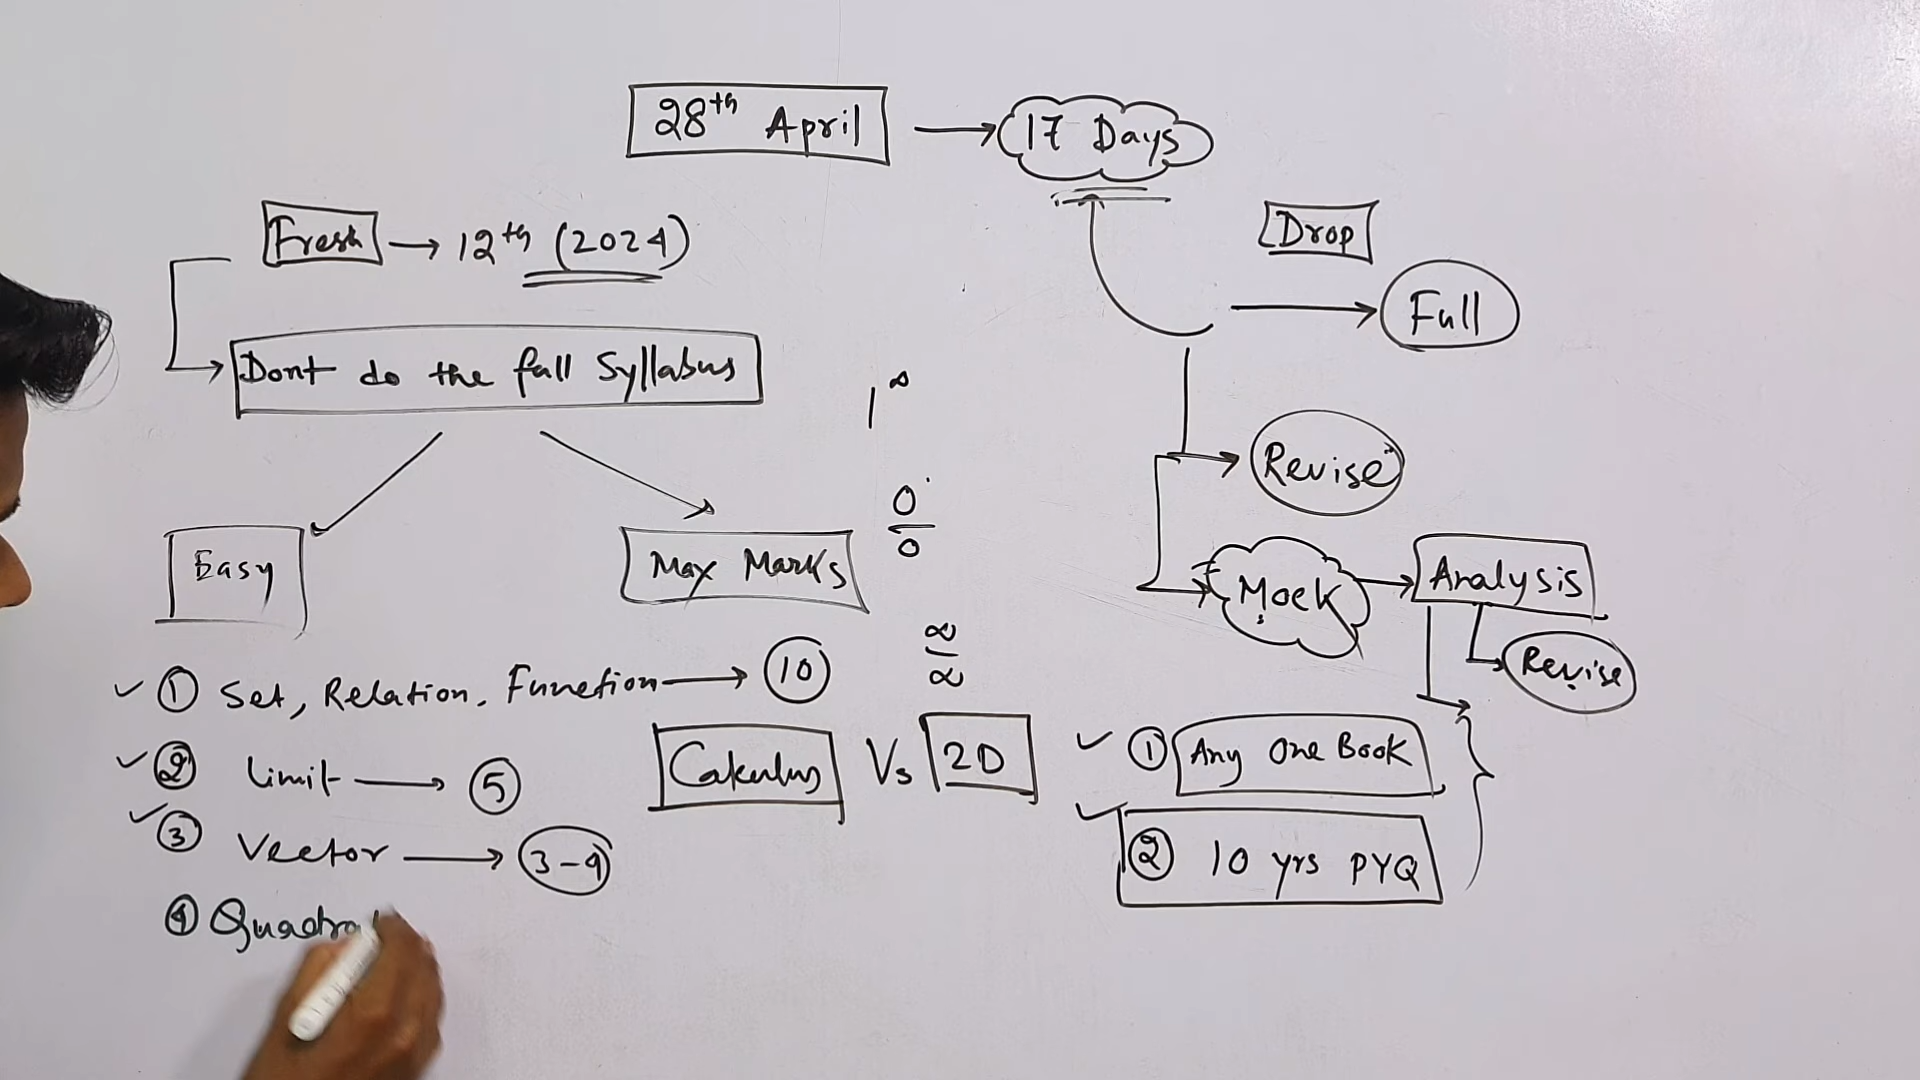 28th April → 17 Days
Fresh → 12th (2024)
Dont do the full Syllabus
Easy
Max Marks
① Set, Relation, Function → 10
② Limit → 5
③ Vector → 3-4
④ Quadra
1^∞
0/0
∞/∞
Calculus Vs 2D
Drop
Full
Revise
Mock → Analysis
Revise
① Any One Book
② 10 yrs PYQ